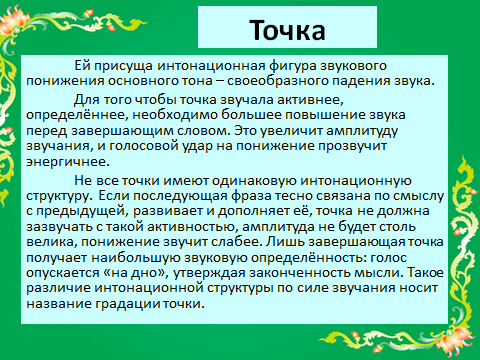 Точка
Ей присуща интонационная фигура звукового
понижения основного тона – своеобразного падения звука.
Для того чтобы точка звучала активнее,
определённее, необходимо большее повышение звука
перед завершающим словом. Это увеличит амплитуду
звучания, и голосовой удар на понижение прозвучит
энергичнее.
Не все точки имеют одинаковую интонационную
структуру. Если последующая фраза тесно связана по смыслу
с предыдущей, развивает и дополняет её, точка не должна
зазвучать с такой активностью, амплитуда не будет столь
велика, понижение звучит слабее. Лишь завершающая точка
получает наибольшую звуковую определённость: голос
опускается «на дно», утверждая законченность мысли. Такое
различие интонационной структуры по силе звучания носит
название градации точки.